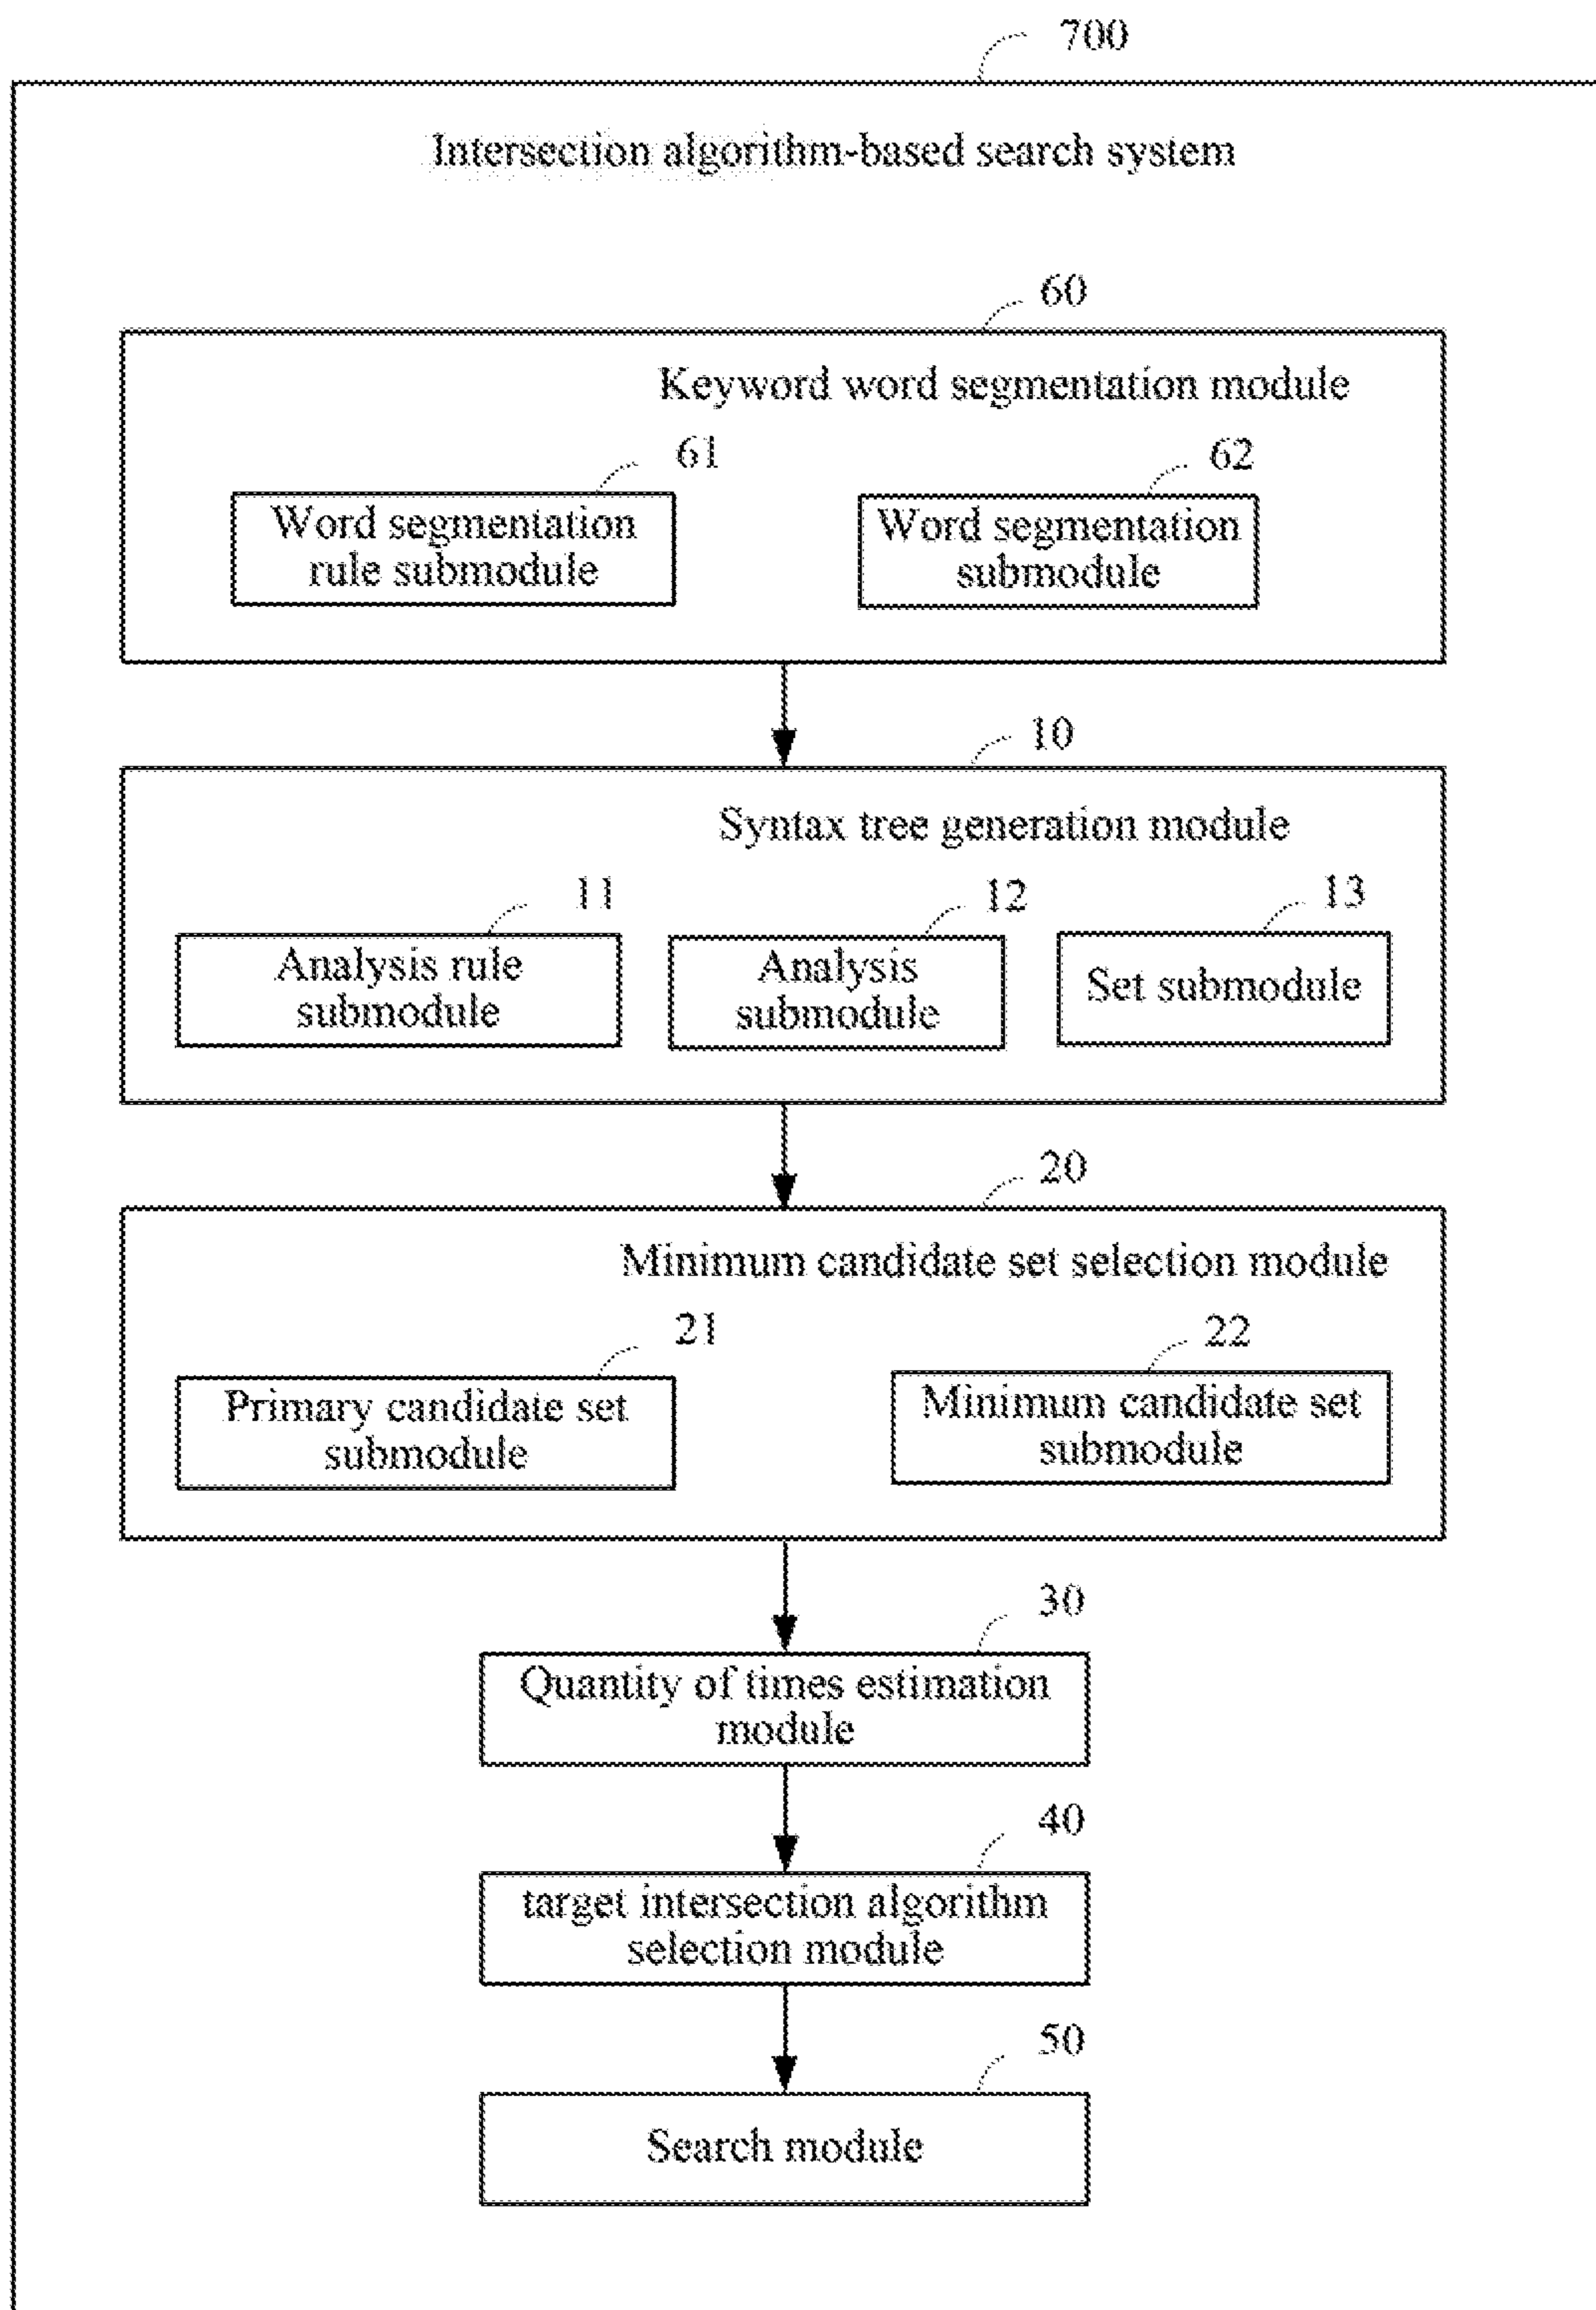 700
Intersection algorithm-based search system
60
Keyword word segmentation module
61
62
Word segmentation
rule submodule
Word segmentation
submodule
10
Syntax tree generation module
11
12
13
Analysis rule
submodule
Analysis
submodule
Set submodule
20
Minimum candidate set selection module
21
22
Primary candidate set
submodule
Minimum candidate set
submodule
30
Quantity of times estimation
module
40
target intersection algorithm
selection module
50
Search module